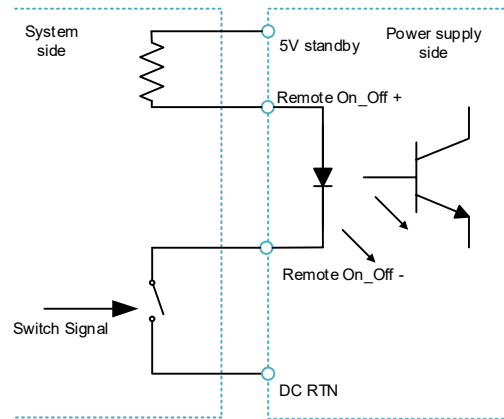 System
side
5V standby
Power supply
side
Remote On_Off +
Remote On_Off -
Switch Signal
DC RTN